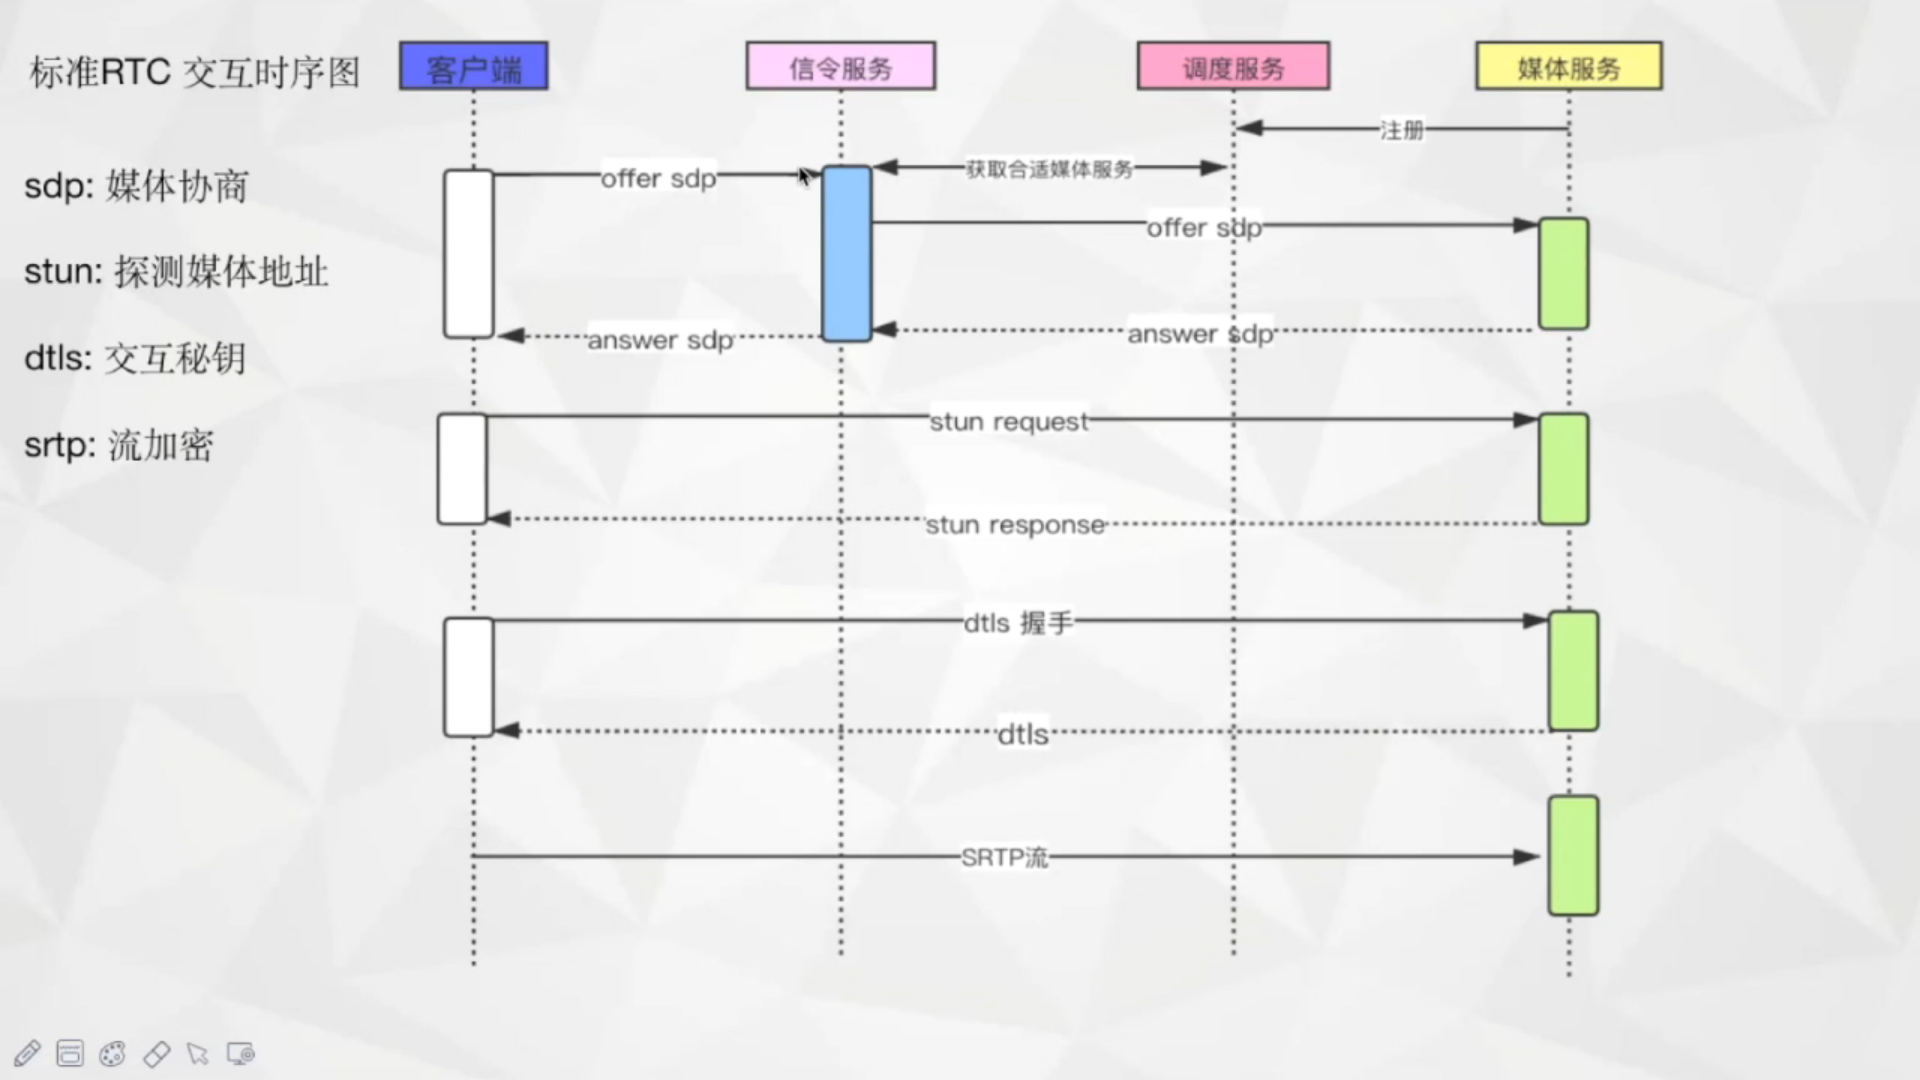 标准RTC 交互时序图
客户端
信令服务
调度服务
媒体服务
注册
获取合适媒体服务
offer sdp
sdp: 媒体协商
offer sdp
stun: 探测媒体地址
answer sdp
answer sdp
dtls: 交互秘钥
stun request
srtp: 流加密
stun response
dtls 握手
dtls
SRTP流